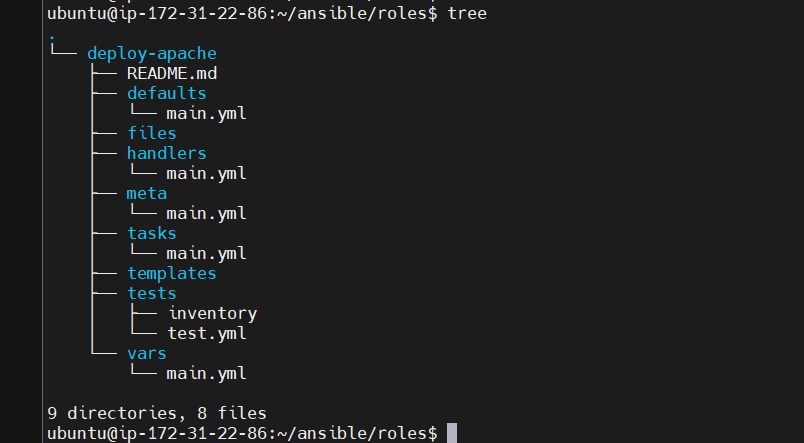 ubuntu@ip-172-31-22-86:~/ansible/roles$ tree
.
└── deploy-apache
    ├── README.md
    ├── defaults
    │   └── main.yml
    ├── files
    ├── handlers
    │   └── main.yml
    ├── meta
    │   └── main.yml
    ├── tasks
    │   └── main.yml
    ├── templates
    ├── tests
    │   ├── inventory
    │   └── test.yml
    └── vars
        └── main.yml

9 directories, 8 files
ubuntu@ip-172-31-22-86:~/ansible/roles$